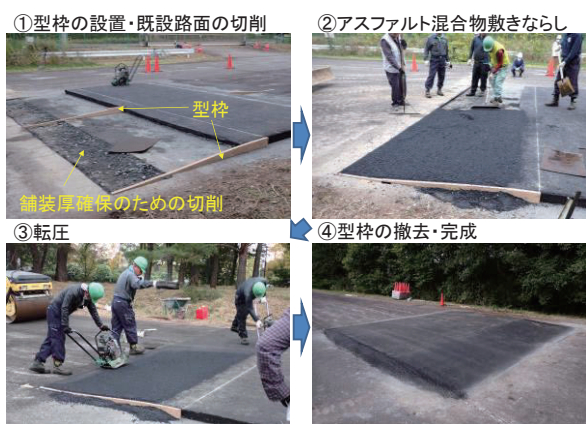 ①型枠の設置・既設路面の切削
②アスファルト混合物敷きならし
型枠
舗装厚確保のための切削
③転圧
④型枠の撤去・完成